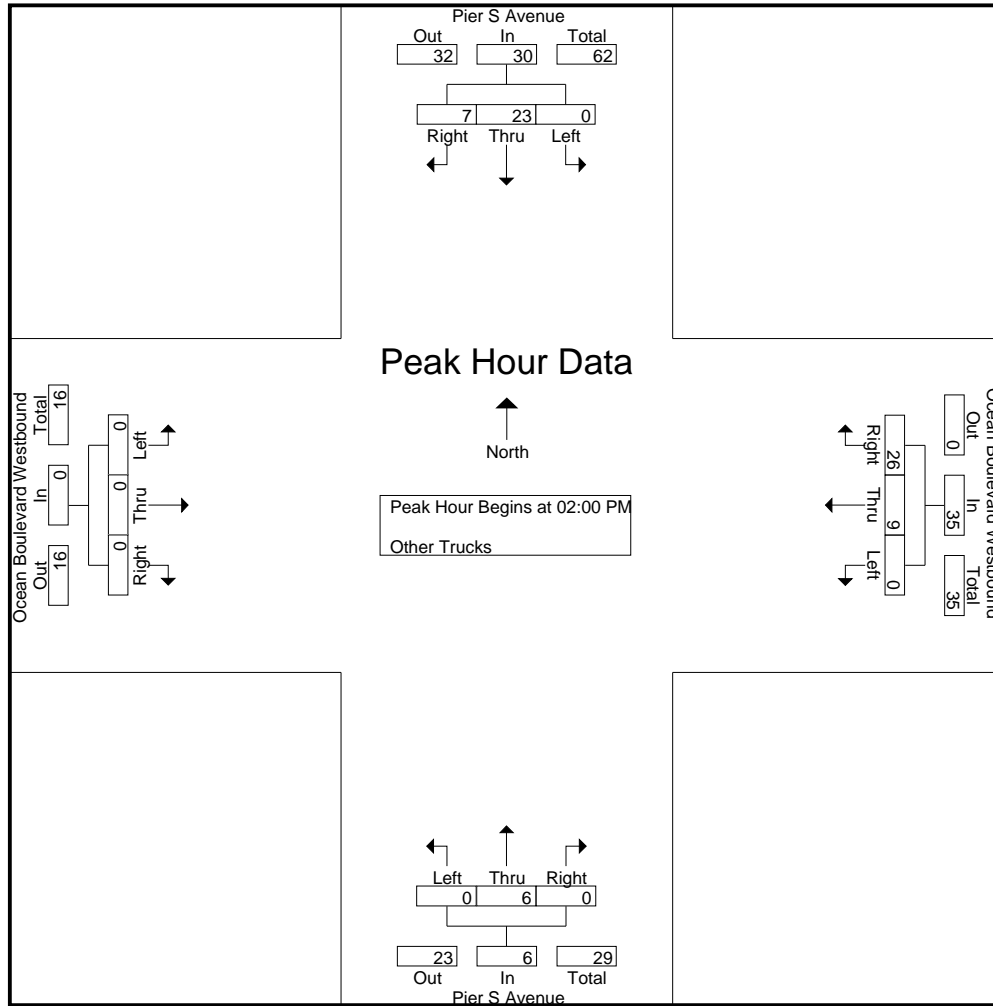 Pier S Avenue
Out In Total
32 30 62
7 23 0
Right Thru Left
Peak Hour Data
North
Peak Hour Begins at 02:00 PM
Other Trucks
Ocean Boulevard Westbound
Total In Out
16 0 16
0 0 0
Left Thru Right
Right Thru Left
26 9 0
Out In Total
0 35 35
Ocean Boulevard Westbound
Left Thru Right
0 6 0
23 6 29
Out In Total
Pier S Avenue